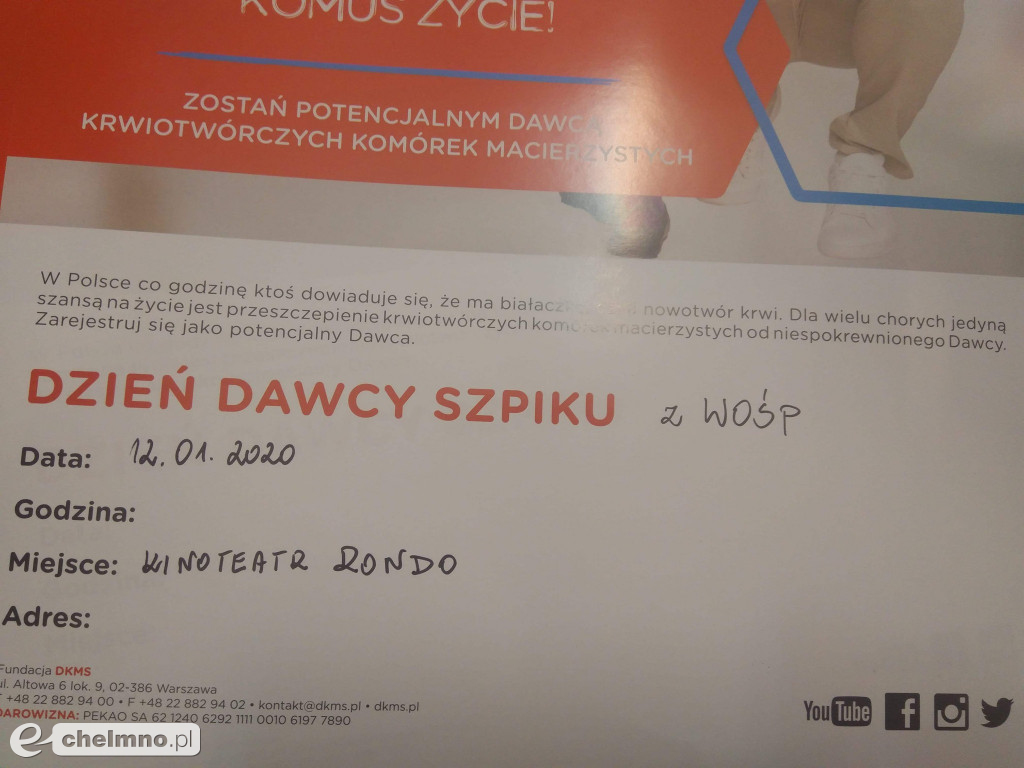 KOMUŚ ŻYCIE!
ZOSTAŃ POTENCJALNYM DAWCĄ
KRWIOTWÓRCZYCH KOMÓREK MACIERZYSTYCH
W Polsce co godzinę ktoś dowiaduje się, że ma nowotwór krwi. Dla wielu chorych jedyną
szansą na życie jest przeszczepienie krwiotwórczych komórek macierzystych od niespokrewnionego Dawcy.
Zarejestruj się jako potencjalny Dawca.
DZIEŃ DAWCY SZPIKU z WOŚP
Data: 12.01.2020
Godzina:
Miejsce: KINOTEATR RONDO
Adres:
Fundacja DKMS
ul. Altowa 6 lok. 9, 02-386 Warszawa
T +48 22 882 94 00 • F +48 22 882 94 02 • kontakt@dkms.pl • dkms.pl
DAROWIZNA: PEKAO SA 62 1240 6292 1111 0010 6197 7890
YouTube
e-chelmno.pl